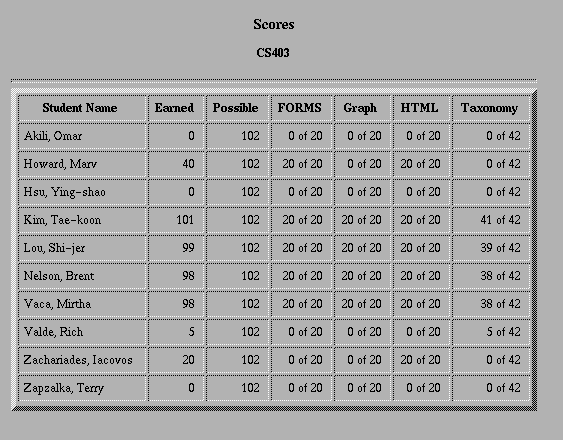 Scores
CS403
Student Name Earned Possible FORMS Graph HTML Taxonomy
Akili, Omar 0 102 0 of 20 0 of 20 0 of 20 0 of 42
Howard, Marv 40 102 20 of 20 0 of 20 20 of 20 0 of 42
Hsu, Ying-shao 0 102 0 of 20 0 of 20 0 of 20 0 of 42
Kim, Tae-koon 101 102 20 of 20 20 of 20 20 of 20 41 of 42
Lou, Shi-jer 99 102 20 of 20 20 of 20 20 of 20 39 of 42
Nelson, Brent 98 102 20 of 20 20 of 20 20 of 20 38 of 42
Vaca, Mirtha 98 102 20 of 20 20 of 20 20 of 20 38 of 42
Valde, Rich 5 102 0 of 20 0 of 20 0 of 20 5 of 42
Zachariades, Iacovos 20 102 0 of 20 0 of 20 20 of 20 0 of 42
Zapzalka, Terry 0 102 0 of 20 0 of 20 0 of 20 0 of 42